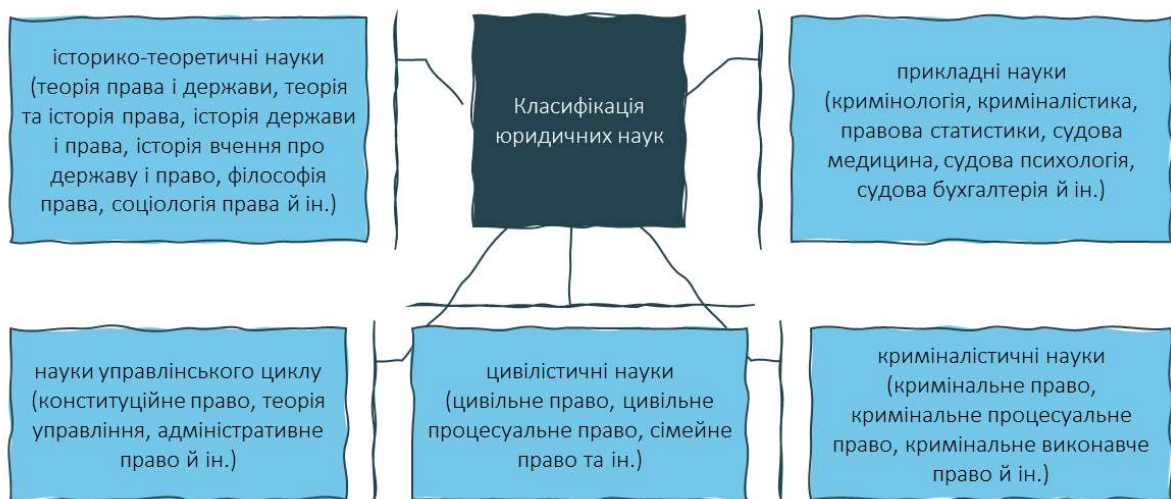 історико-теоретичні науки
(теорія права і держави, теорія
та історія права, історія держави
і права, історія вчення про
державу і право, філософія
права, соціологія права й ін.)
Класифікація
юридичних наук
прикладні науки
(кримінологія, криміналістика,
правова статистики, судова
медицина, судова психологія,
судова бухгалтерія й ін.)
науки управлінського циклу
(конституційне право, теорія
управління, адміністративне
право й ін.)
цивілістичні науки
(цивільне право, цивільне
процесуальне право, сімейне
право та ін.)
криміналістичні науки
(кримінальне право,
кримінальне процесуальне
право, кримінальне виконавче
право й ін.)